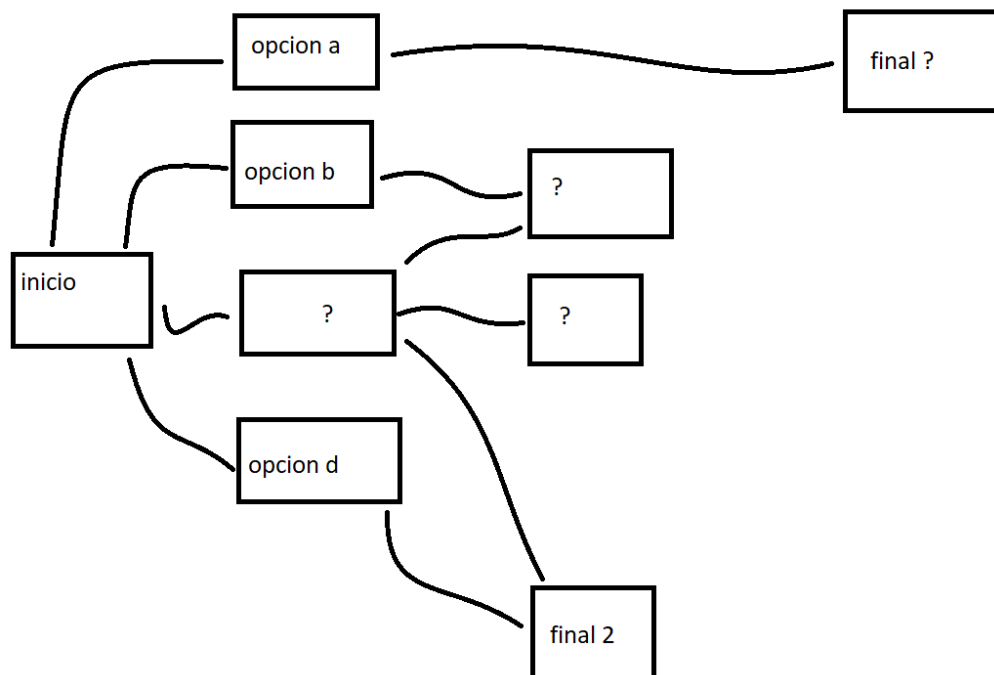 opcion a
final ?
opcion b
?
inicio
?
?
opcion d
final 2